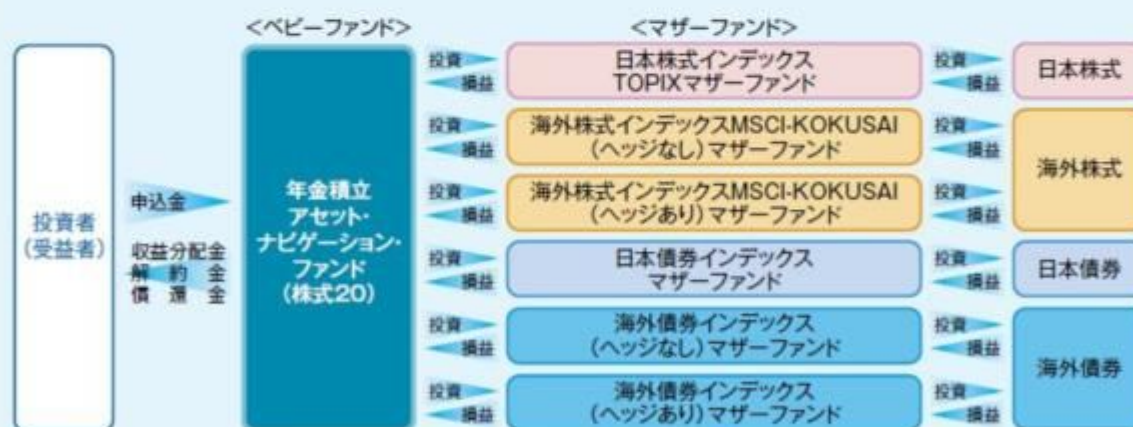 <ベビーファンド>
<マザーファンド>
投資者
(受益者)
申込金
収益分配金
解約金
償還金
年金積立
アセット・
ナビゲーション・
ファンド
(株式20)
投資
損益
日本株式インデックス
TOPIXマザーファンド
投資
損益
日本株式
投資
損益
海外株式インデックスMSCI-KOKUSAI
(ヘッジなし)マザーファンド
投資
損益
海外株式
投資
損益
海外株式インデックスMSCI-KOKUSAI
(ヘッジあり)マザーファンド
投資
損益
投資
損益
日本債券インデックス
マザーファンド
投資
損益
日本債券
投資
損益
海外債券インデックス
(ヘッジなし)マザーファンド
投資
損益
海外債券
投資
損益
海外債券インデックス
(ヘッジあり)マザーファンド
投資
損益